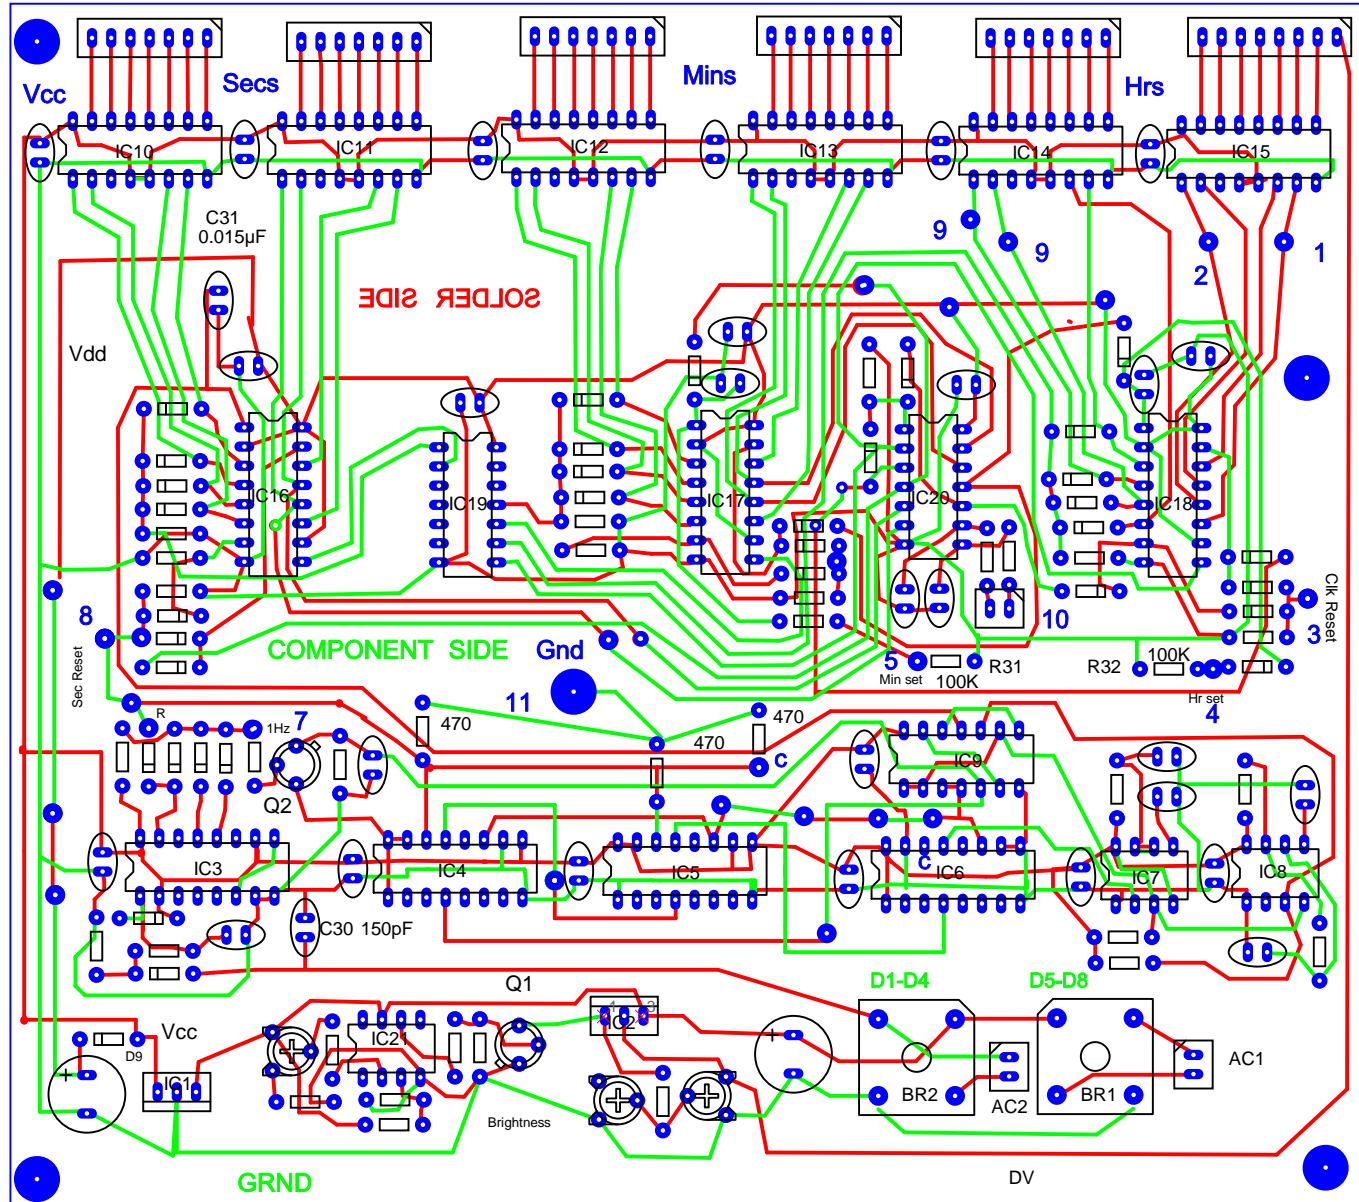 Vcc
Secs
Mins
Hrs
IC10
IC11
IC12
IC13
IC14
IC15
C31
0.015µF
9
9
2
1
SOLDER SIDE
Vdd
IC16
IC19
IC17
IC20
IC18
8
Sec Reset
COMPONENT SIDE
Gnd
10
5
Min set
100K
R31
R32
100K
Hr set
4
3
Clk Reset
11
R
1Hz
7
470
470
470
c
Q2
IC9
IC3
IC4
IC5
c
IC6
IC7
IC8
C30 150pF
Q1
D1-D4
D5-D8
Vcc
D9
IC1
IC21
1
3
IC2
Brightness
BR2
AC2
BR1
AC1
GRND
DV